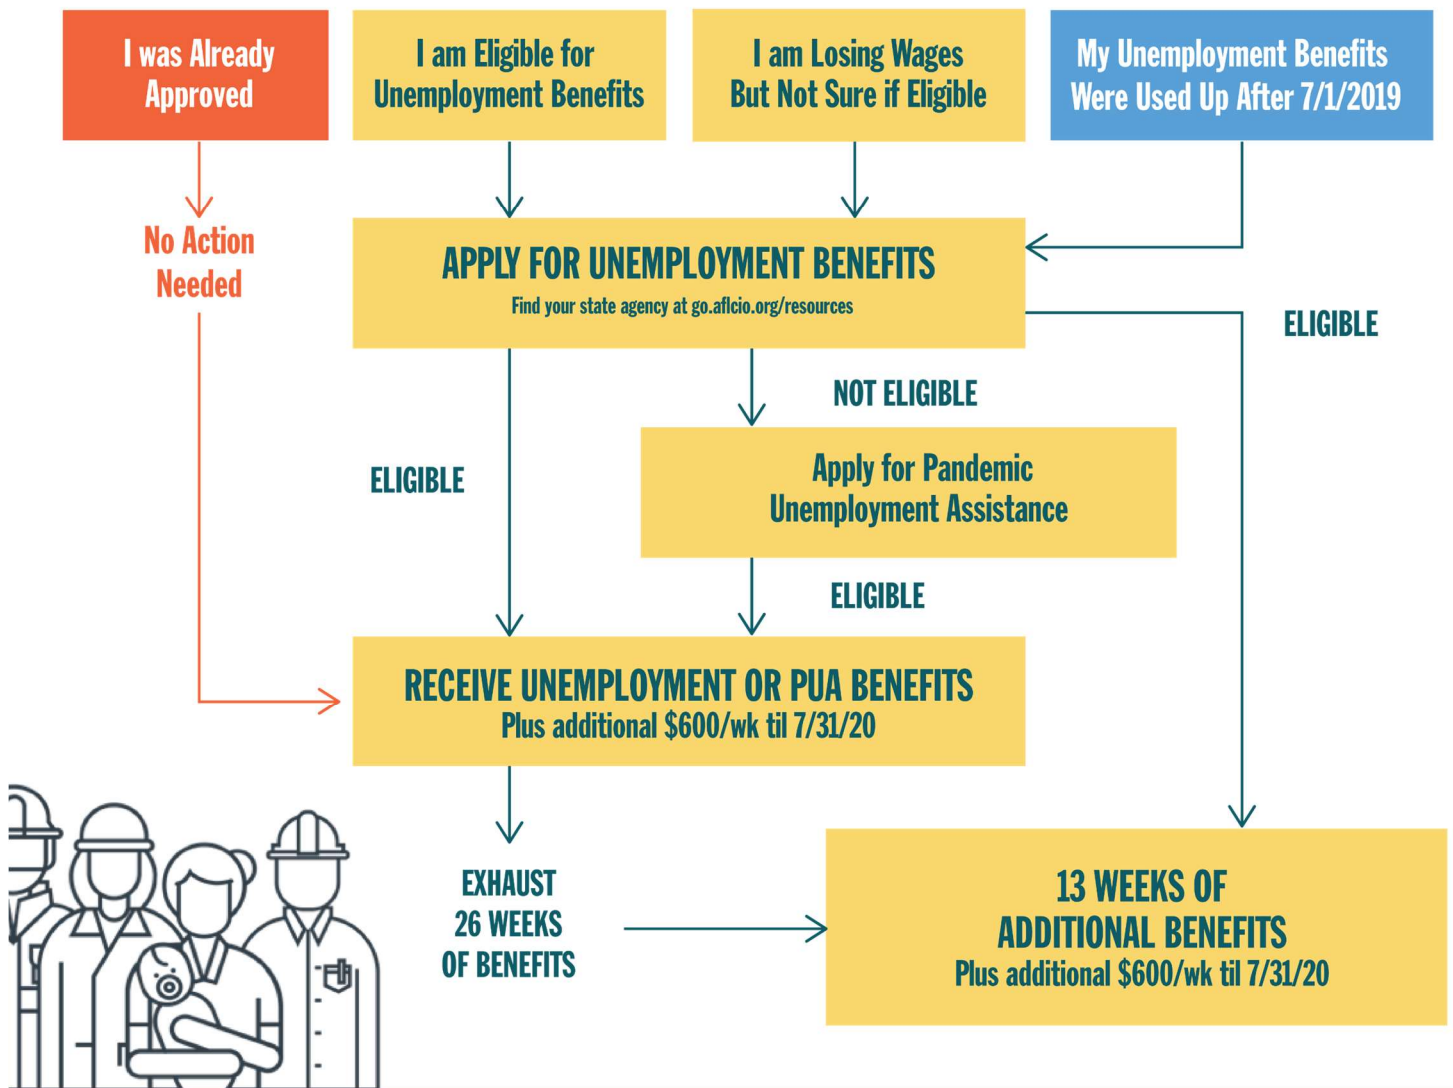 I was Already
Approved
I am Eligible for
Unemployment Benefits
I am Losing Wages
But Not Sure if Eligible
My Unemployment Benefits
Were Used Up After 7/1/2019
No Action
Needed
APPLY FOR UNEMPLOYMENT BENEFITS
Find your state agency at go.aflcio.org/resources
ELIGIBLE
NOT ELIGIBLE
ELIGIBLE
Apply for Pandemic
Unemployment Assistance
ELIGIBLE
RECEIVE UNEMPLOYMENT OR PUA BENEFITS
Plus additional $600/wk til 7/31/20
EXHAUST
26 WEEKS
OF BENEFITS
13 WEEKS OF
ADDITIONAL BENEFITS
Plus additional $600/wk til 7/31/20